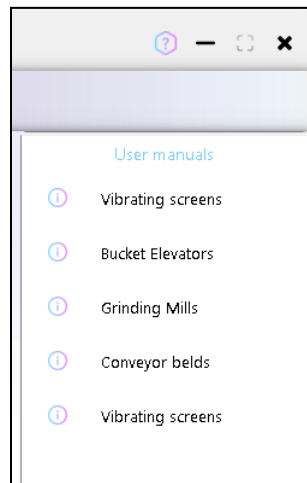 User manuals
Vibrating screens
Bucket Elevators
Grinding Mills
Conveyor belds
Vibrating screens